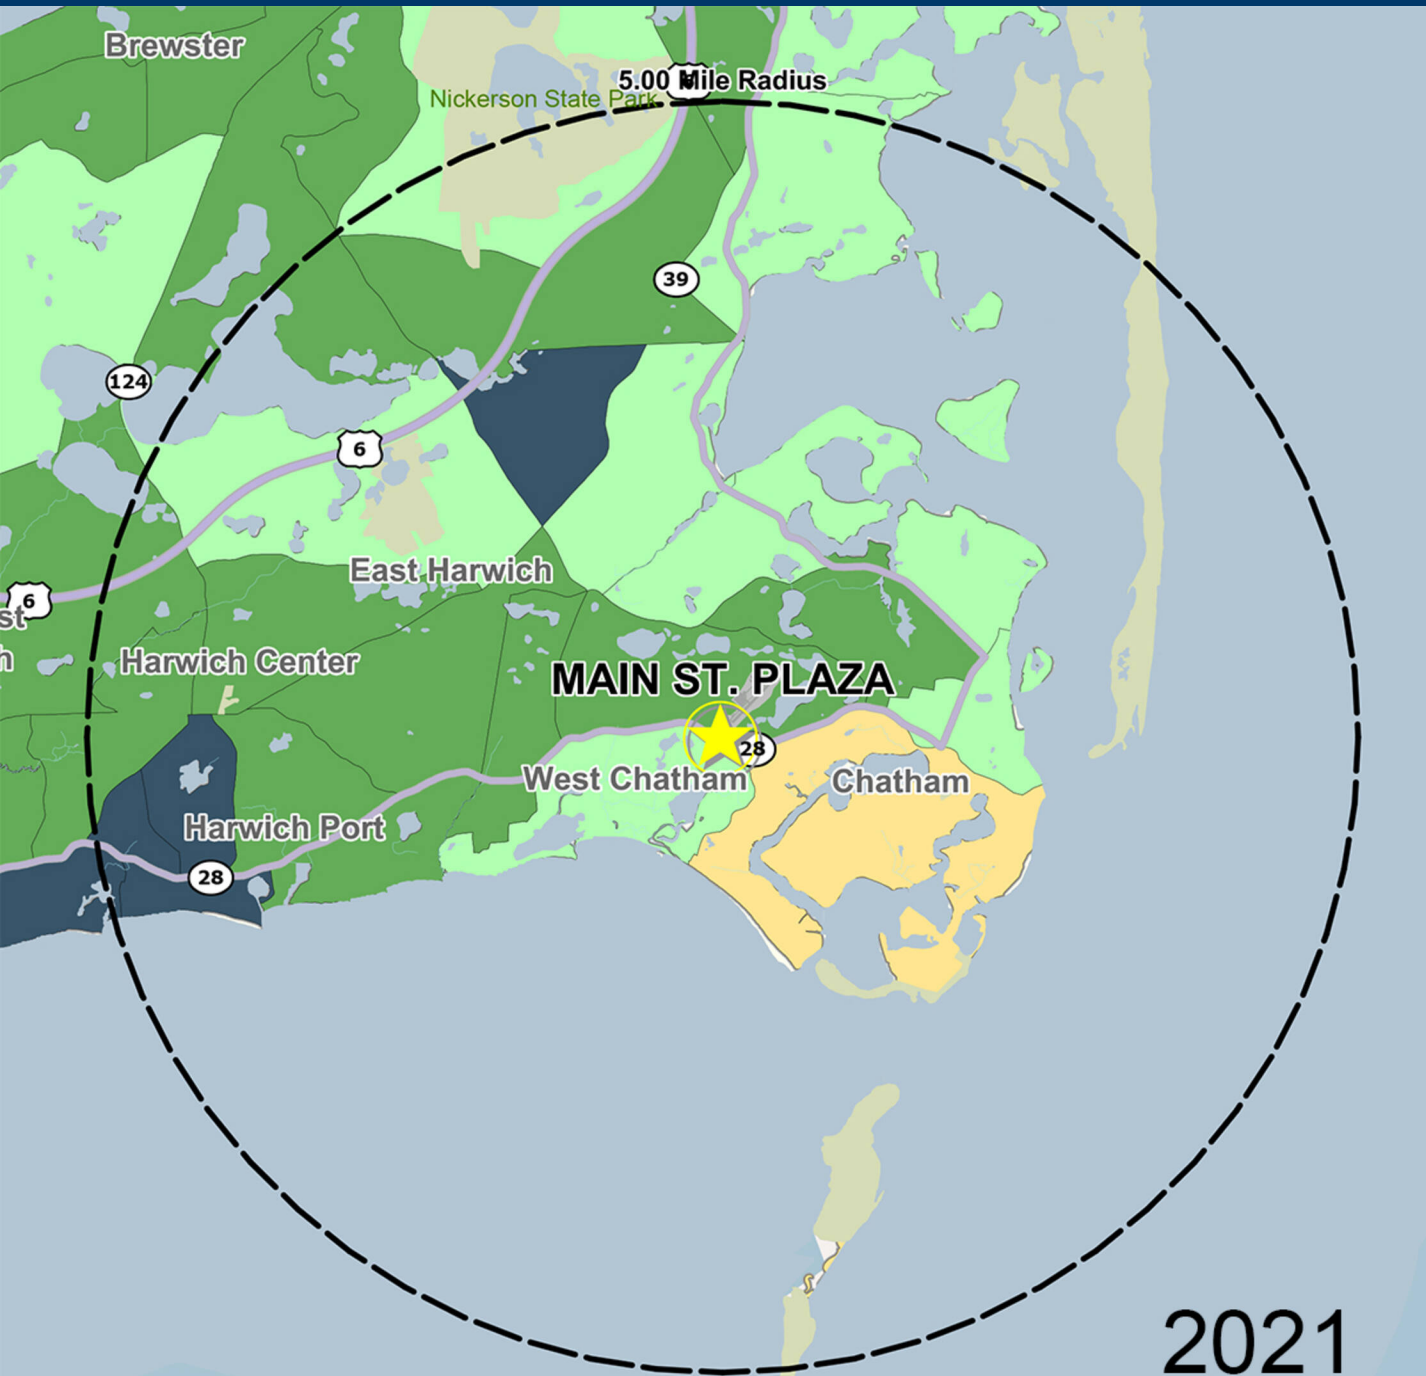 Brewster
5.00 Mile Radius
Nickerson State Park
39
124
6
East Harwich
6
st
h
Harwich Center
MAIN ST. PLAZA
28
West Chatham
Chatham
Harwich Port
28
2021